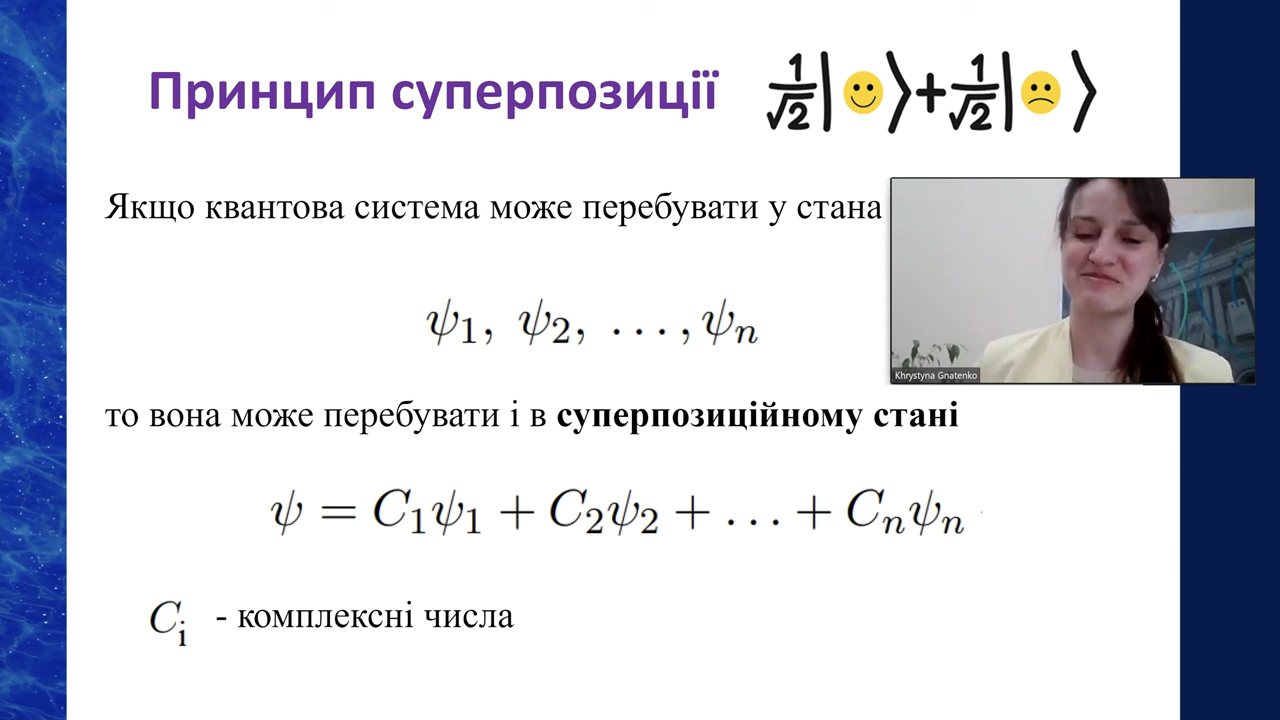 Принцип суперпозиції
1/√2|🙂⟩+1/√2|🙁⟩
Якщо квантова система може перебувати у стана
ψ₁, ψ₂, ..., ψₙ
Khrystyna Gnatenko
то вона може перебувати і в суперпозиційному стані
ψ = C₁ψ₁ + C₂ψ₂ + ... + Cₙψₙ
Cᵢ - комплексні числа